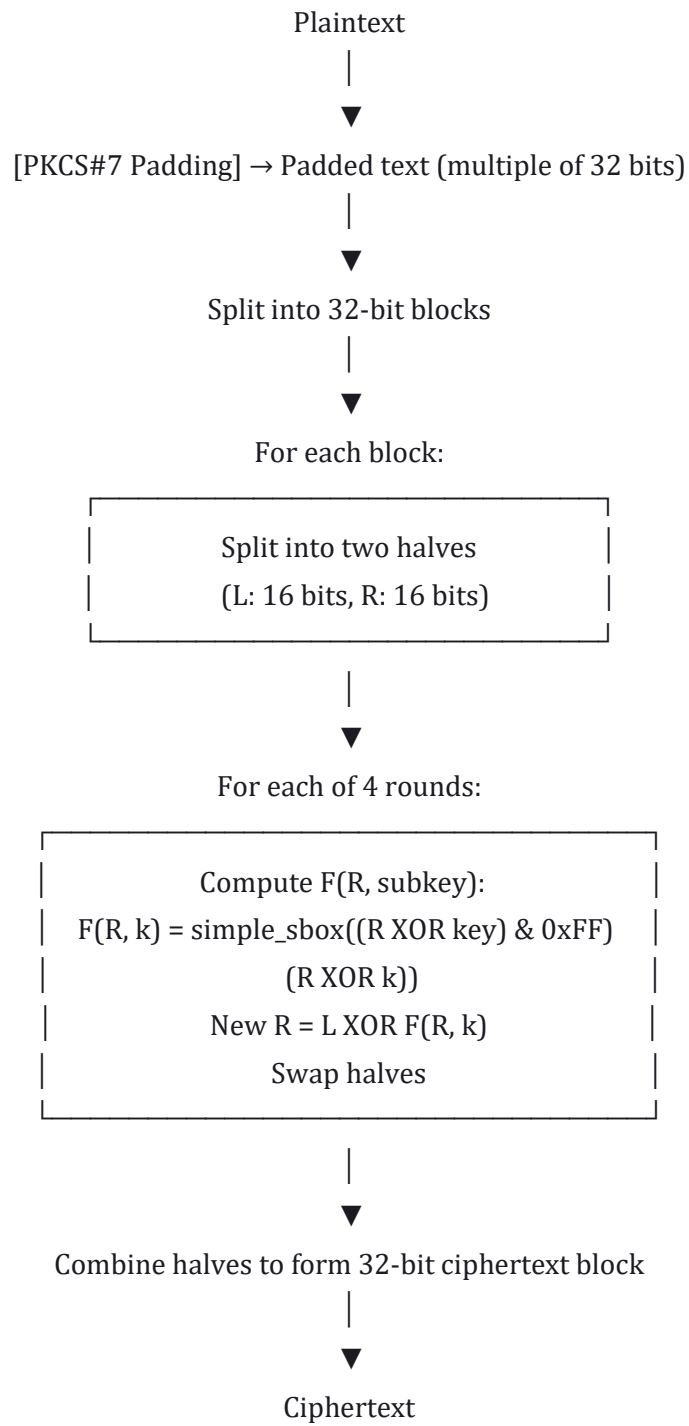 Plaintext
[PKCS#7 Padding] → Padded text (multiple of 32 bits)
Split into 32-bit blocks
For each block:
Split into two halves
(L: 16 bits, R: 16 bits)
For each of 4 rounds:
Compute F(R, subkey):
F(R, k) = simple_sbox((R XOR key) & 0xFF)
(R XOR k))
New R = L XOR F(R, k)
Swap halves
Combine halves to form 32-bit ciphertext block
Ciphertext